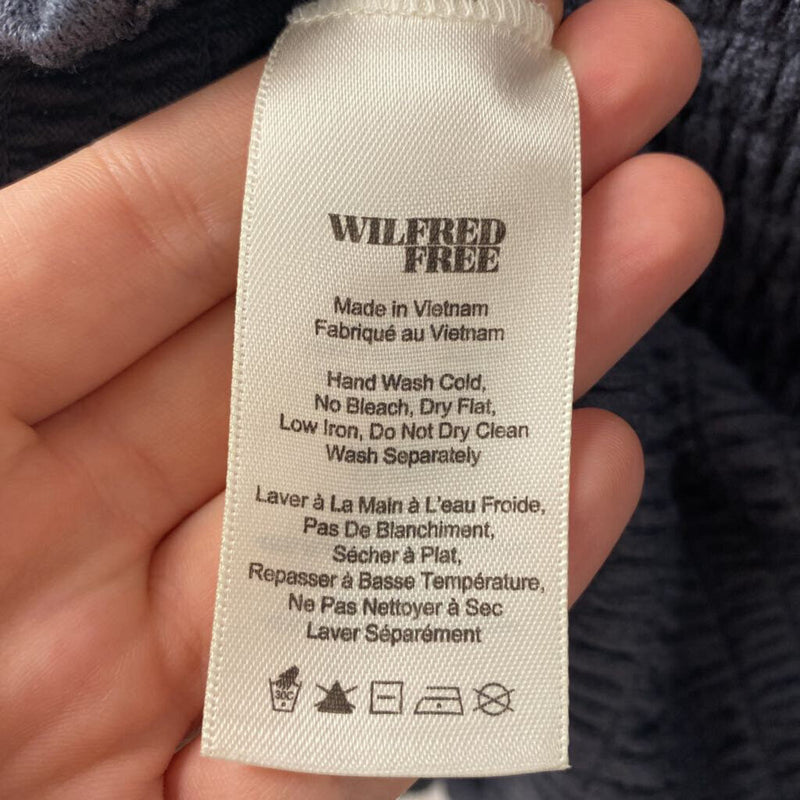 WILFRED
FREE
Made in Vietnam
Fabriqué au Vietnam
Hand Wash Cold,
No Bleach, Dry Flat,
Low Iron, Do Not Dry Clean
Wash Separately
Laver à La Main à L'eau Froide,
Pas De Blanchiment,
Sécher à Plat,
Repasser à Basse Température,
Ne Pas Nettoyer à Sec
Laver Séparément
30C